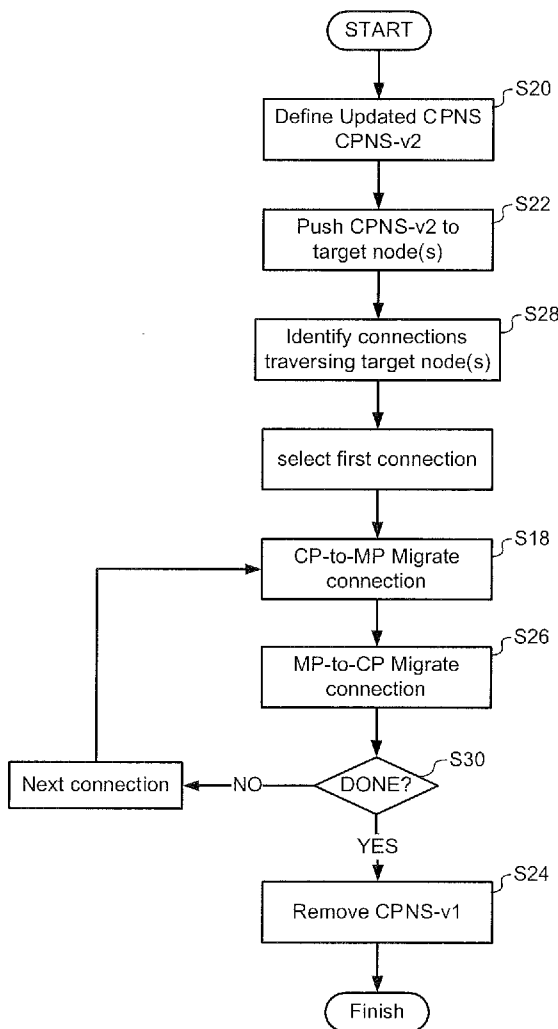 START
S20
Define Updated CPNS
CPNS-v2
S22
Push CPNS-v2 to
target node(s)
S28
Identify connections
traversing target node(s)
select first connection
S18
CP-to-MP Migrate
connection
S26
MP-to-CP Migrate
connection
S30
DONE?
NO
Next connection
YES
S24
Remove CPNS-v1
Finish